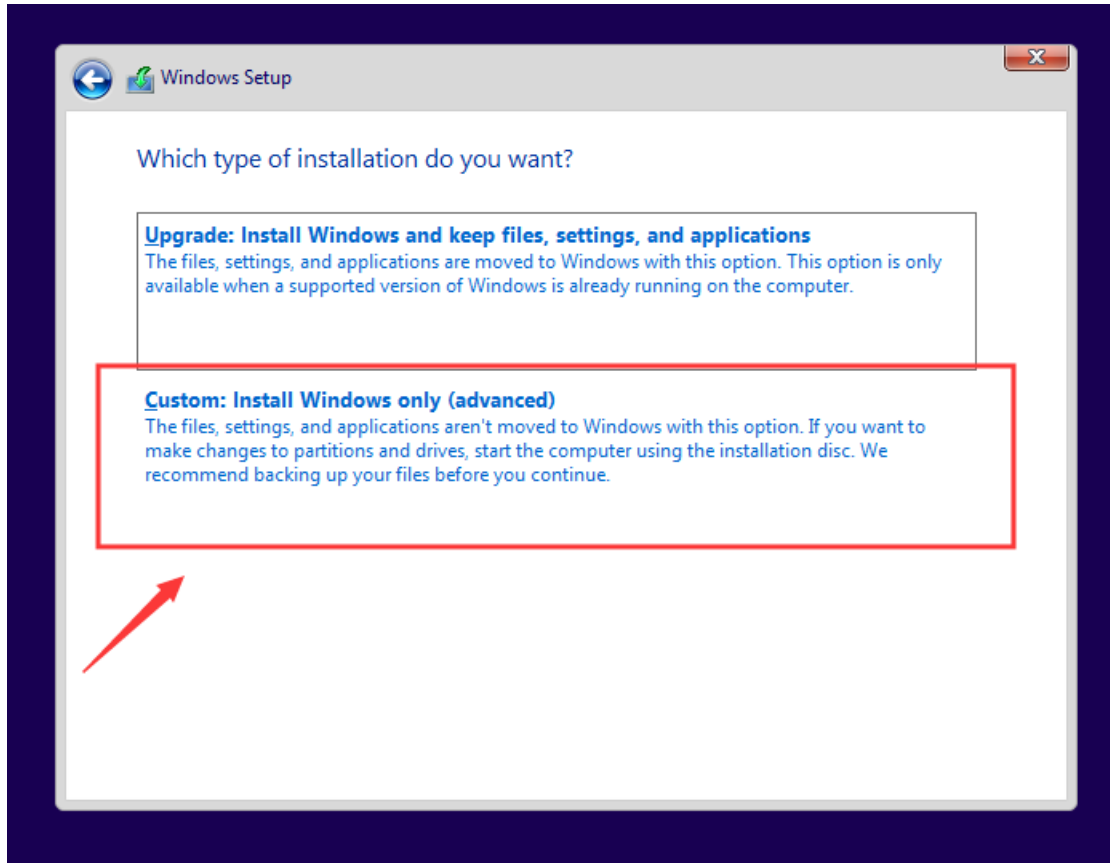 Windows Setup
Which type of installation do you want?
Upgrade: Install Windows and keep files, settings, and applications
The files, settings, and applications are moved to Windows with this option. This option is only
available when a supported version of Windows is already running on the computer.
Custom: Install Windows only (advanced)
The files, settings, and applications aren't moved to Windows with this option. If you want to
make changes to partitions and drives, start the computer using the installation disc. We
recommend backing up your files before you continue.